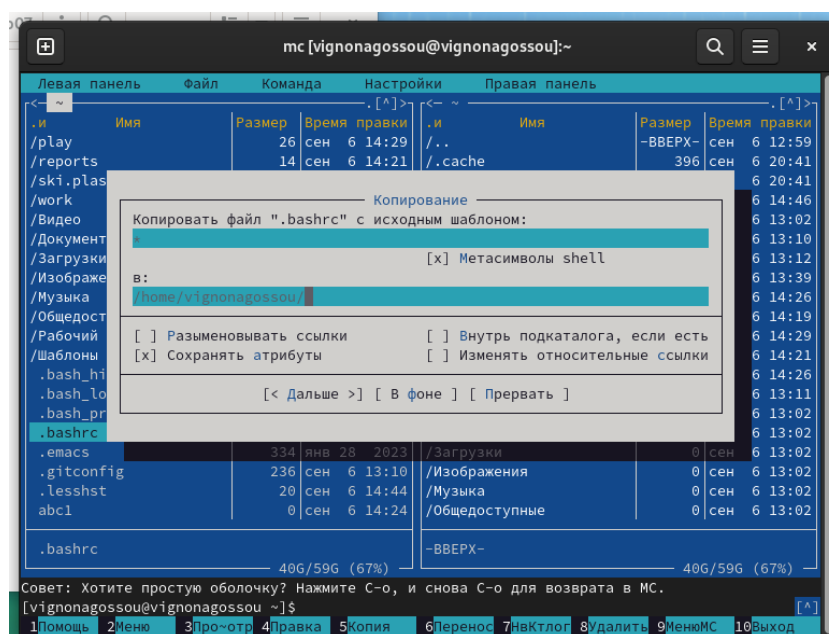 mc [vignonagossou@vignonagossou]:~
Левая панель Файл Команда Настройки Правая панель
<— ~ .[^]> <— ~ .[^]>
.и Имя Размер Время правки .и Имя Размер Время правки
/play 26 сен 6 14:29 /.. -ВВЕРХ- сен 6 12:59
/reports 14 сен 6 14:21 /.cache 396 сен 6 20:41
/ski.plas 6 20:41
/work 6 14:46
/Видео 6 13:02
/Документ 6 13:10
/Загрузки 6 13:12
/Изображе 6 13:39
/Музыка 6 14:26
/Общедост 6 14:19
/Рабочий 6 14:29
/Шаблоны 6 14:21
.bash_hi 6 14:26
.bash_lo 6 13:11
.bash_pr 6 13:02
.bashrc 6 13:02
Копирование
Копировать файл ".bashrc" с исходным шаблоном:
*
[x] Метасимволы shell
в:
/home/vignonagossou/
[ ] Разыменовывать ссылки [ ] Внутрь подкаталога, если есть
[x] Сохранять атрибуты [ ] Изменять относительные ссылки
[< Дальше >] [ В фоне ] [ Прервать ]
.emacs 334 янв 28 2023 /Загрузки 0 сен 6 13:02
.gitconfig 236 сен 6 13:10 /Изображения 0 сен 6 13:02
.lesshst 20 сен 6 14:44 /Музыка 0 сен 6 13:02
abc1 0 сен 6 14:24 /Общедоступные 0 сен 6 13:02
.bashrc -ВВЕРХ-
40G/59G (67%) 40G/59G (67%)
Совет: Хотите простую оболочку? Нажмите C-o, и снова C-o для возврата в MC.
[vignonagossou@vignonagossou ~]$ [^]
1Помощь 2Меню 3Про~отр 4Правка 5Копия 6Перенос 7НвКтлог 8Удалить 9МенюMC 10Выход